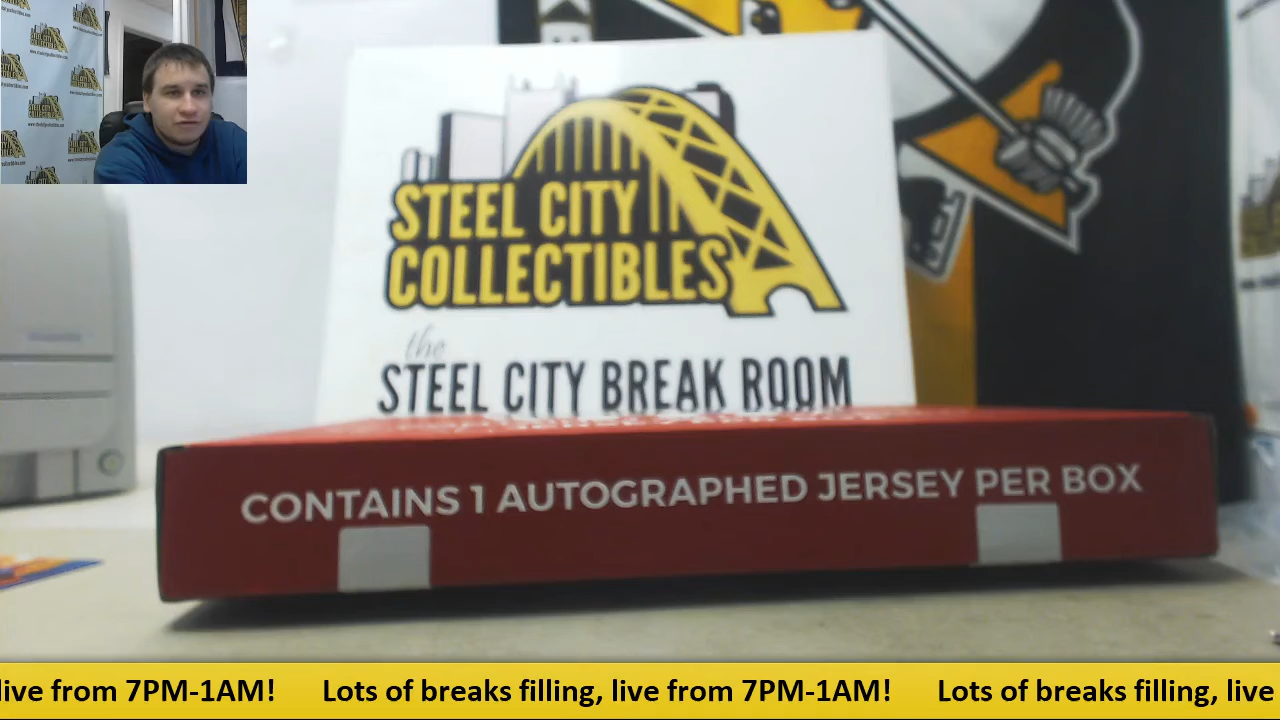 STEEL CITY
COLLECTIBLES
the
STEEL CITY BREAK ROOM
CONTAINS 1 AUTOGRAPHED JERSEY PER BOX
live from 7PM-1AM! Lots of breaks filling, live from 7PM-1AM! Lots of breaks filling, live